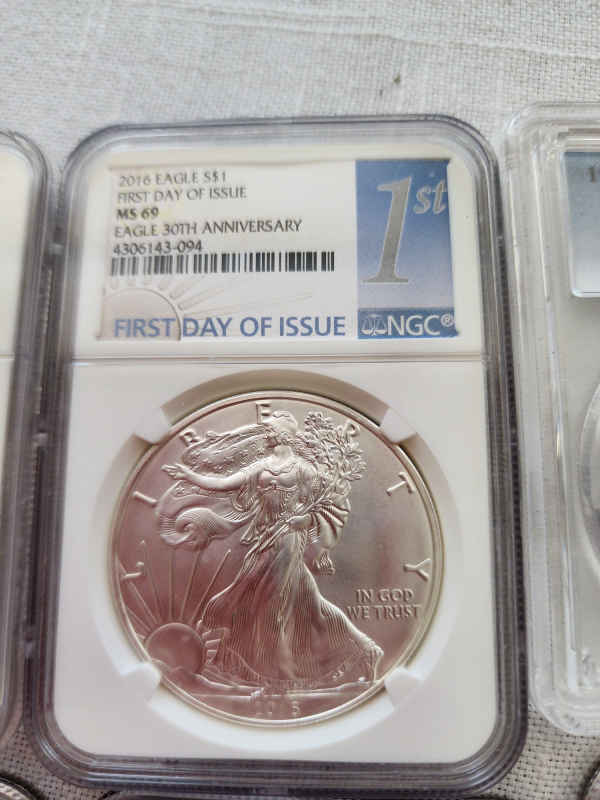 2016 EAGLE S$1
FIRST DAY OF ISSUE
MS 69
EAGLE 30TH ANNIVERSARY
4306143-094
FIRST DAY OF ISSUE
1st
NGC®
LIBERTY
IN GOD
WE TRUST